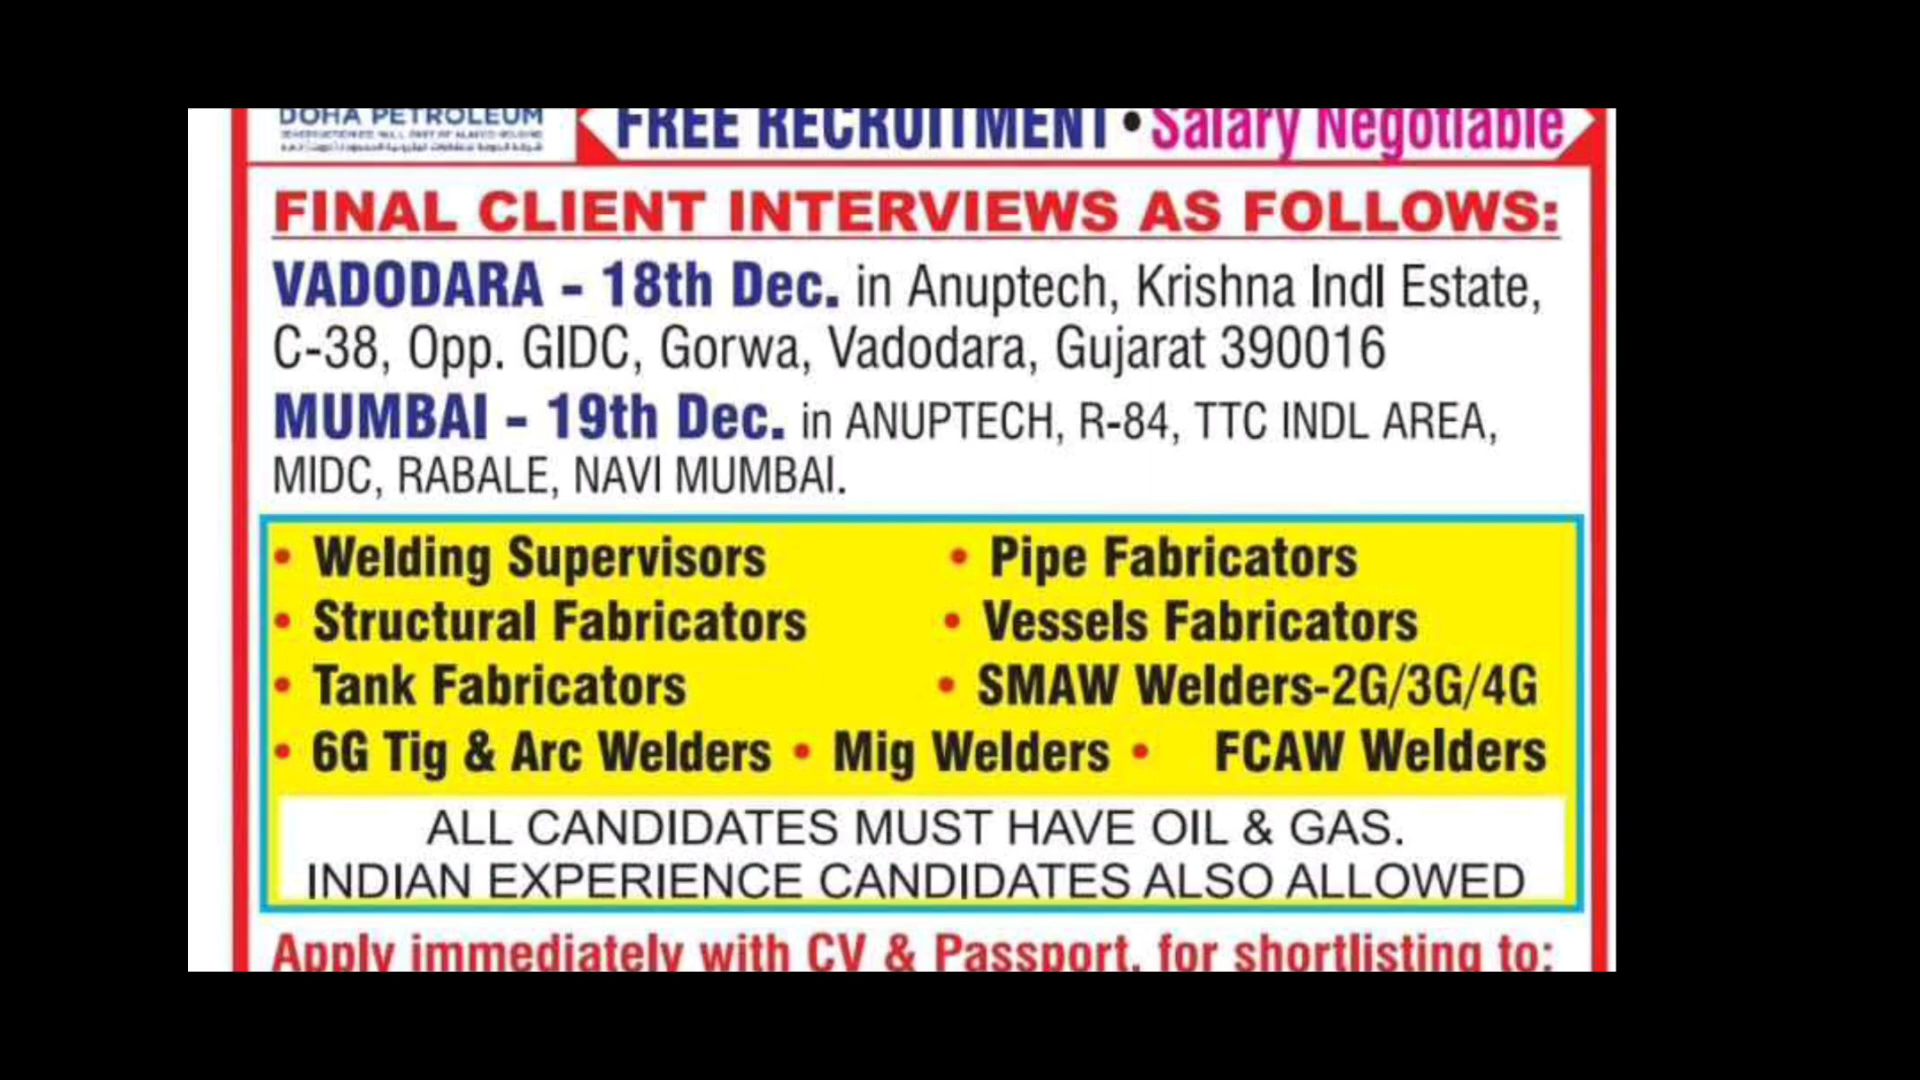 DOHA PETROLEUM
FREE RECRUITMENT • Salary Negotiable
FINAL CLIENT INTERVIEWS AS FOLLOWS:
VADODARA - 18th Dec. in Anuptech, Krishna Indl Estate,
C-38, Opp. GIDC, Gorwa, Vadodara, Gujarat 390016
MUMBAI - 19th Dec. in ANUPTECH, R-84, TTC INDL AREA,
MIDC, RABALE, NAVI MUMBAI.
• Welding Supervisors • Pipe Fabricators
• Structural Fabricators • Vessels Fabricators
• Tank Fabricators • SMAW Welders-2G/3G/4G
• 6G Tig & Arc Welders • Mig Welders • FCAW Welders
ALL CANDIDATES MUST HAVE OIL & GAS.
INDIAN EXPERIENCE CANDIDATES ALSO ALLOWED
Apply immediately with CV & Passport, for shortlisting to: